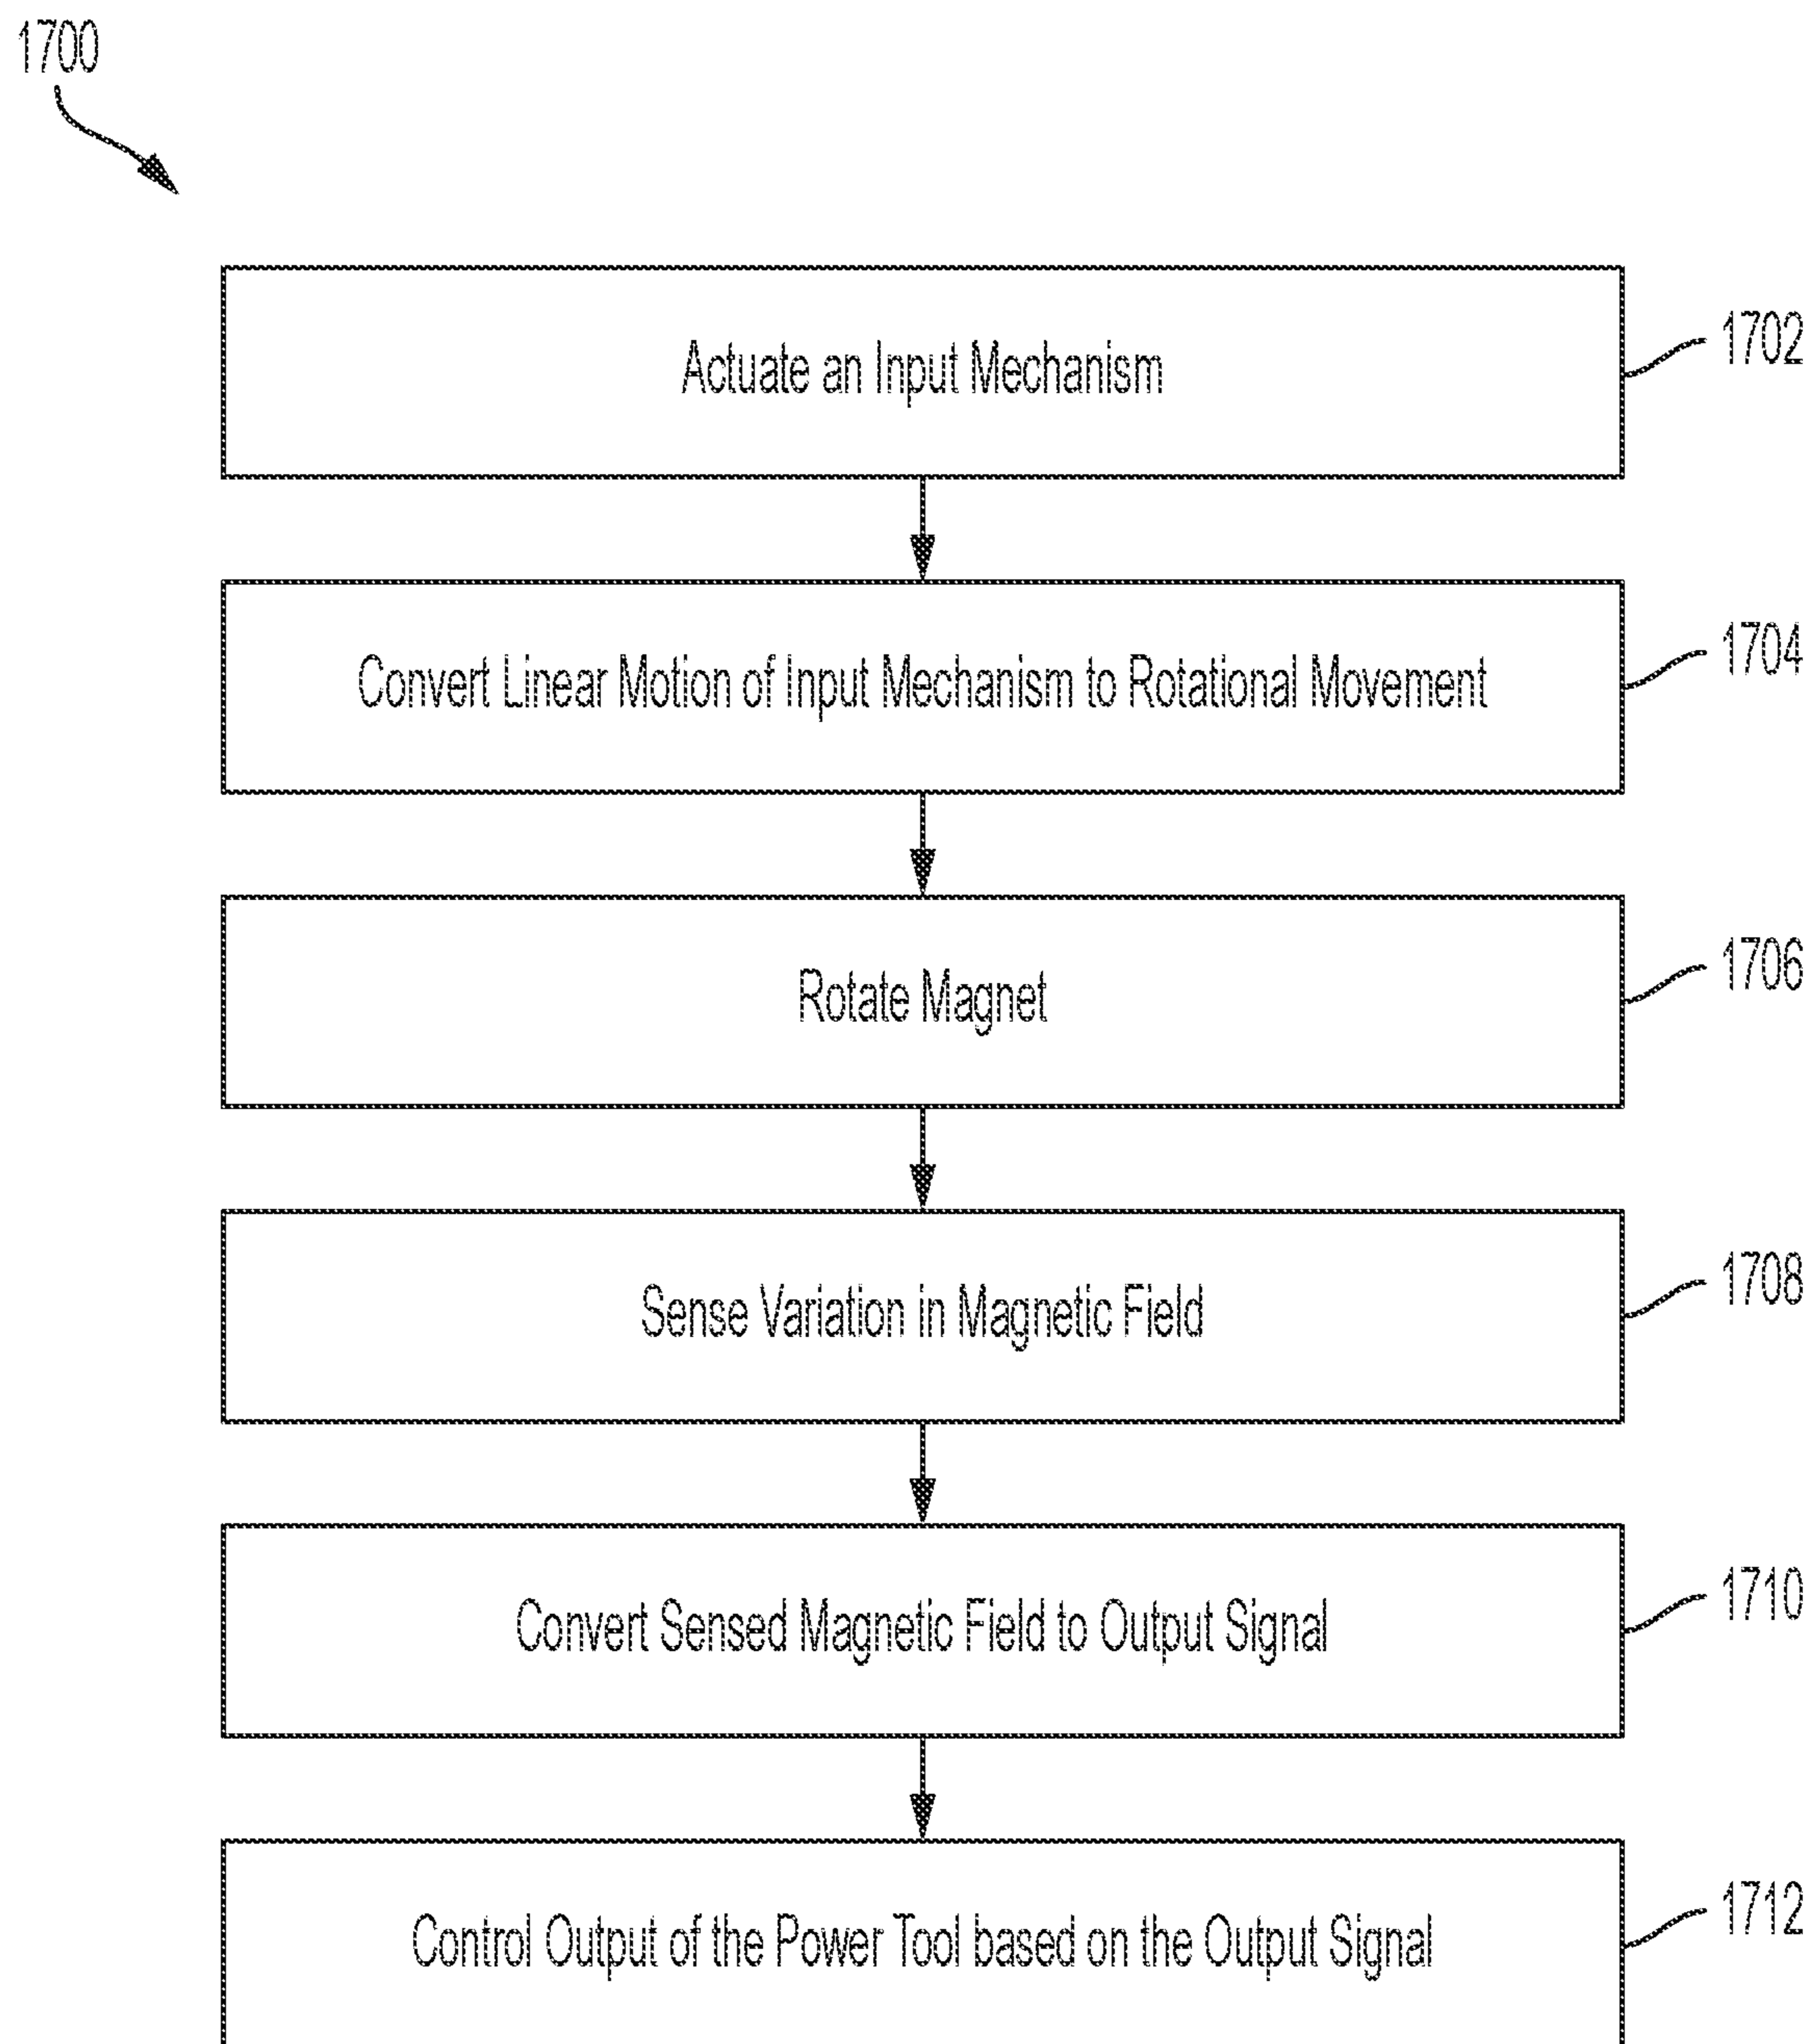 1700
Actuate an Input Mechanism
1702
Convert Linear Motion of Input Mechanism to Rotational Movement
1704
Rotate Magnet
1706
Sense Variation in Magnetic Field
1708
Convert Sensed Magnetic Field to Output Signal
1710
Control Output of the Power Tool based on the Output Signal
1712